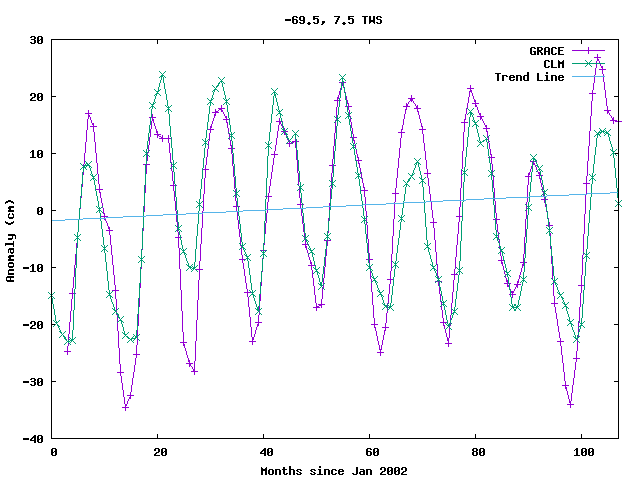 -69.5, 7.5 TWS
GRACE
CLM
Trend Line
30
20
10
0
-10
-20
-30
-40
Anomaly (cm)
0 20 40 60 80 100
Months since Jan 2002